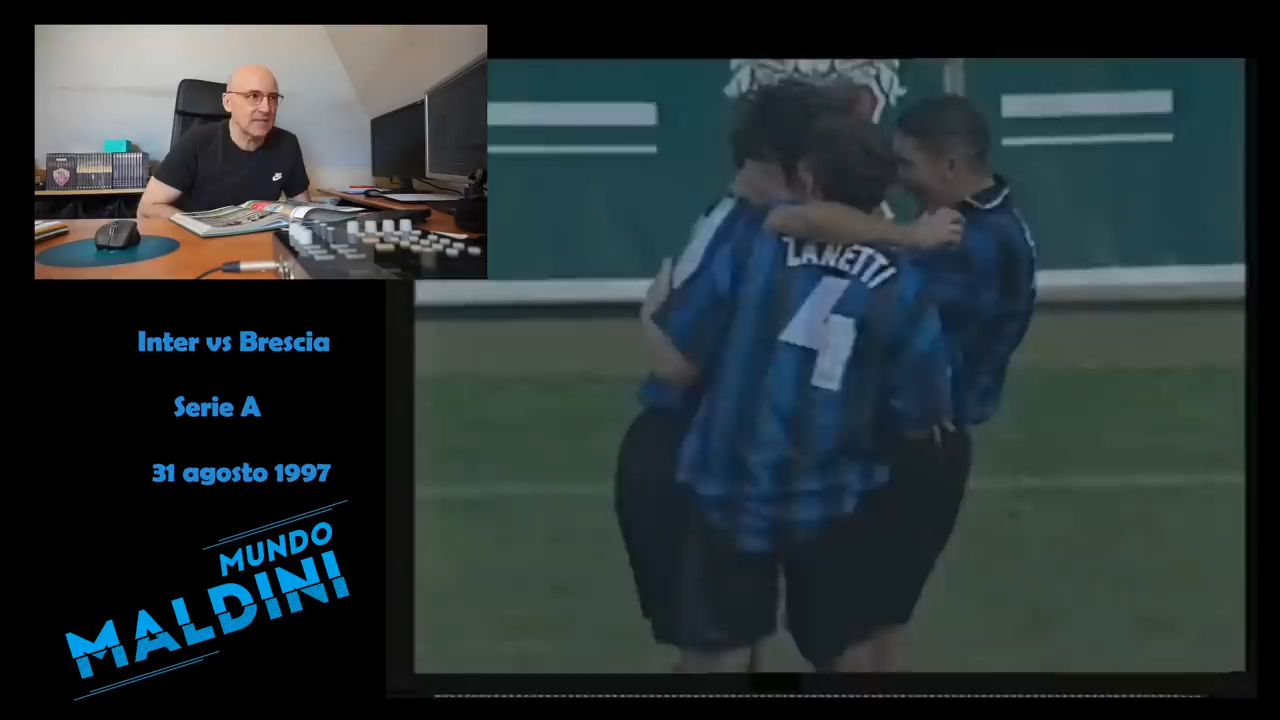 Inter vs Brescia
Serie A
31 agosto 1997
MUNDO
MALDINI
ZANETTI
4